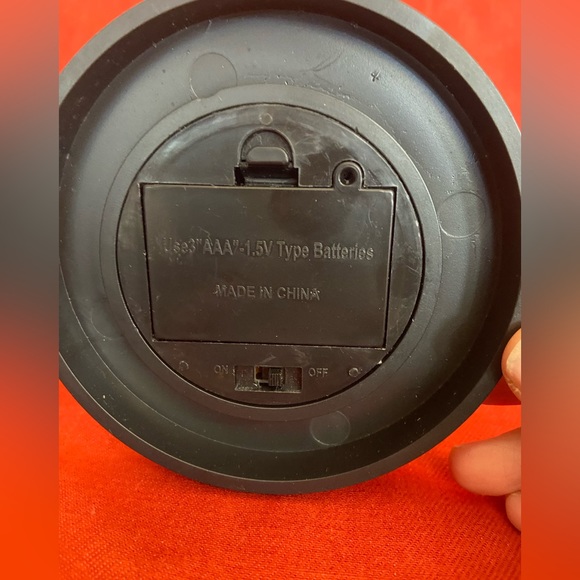 Use3"AAA"-1.5V Type Batteries
MADE IN CHINA
ON OFF